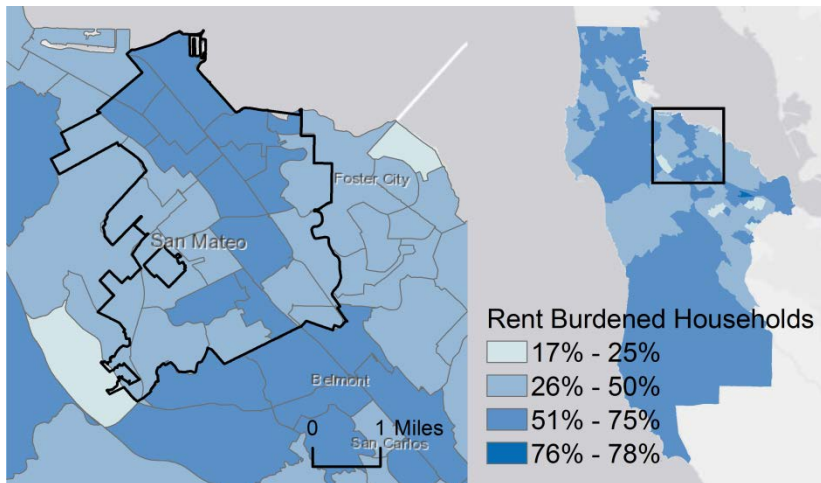 Foster City
San Mateo
Belmont
0 1 Miles
San Carlos
Rent Burdened Households
17% - 25%
26% - 50%
51% - 75%
76% - 78%